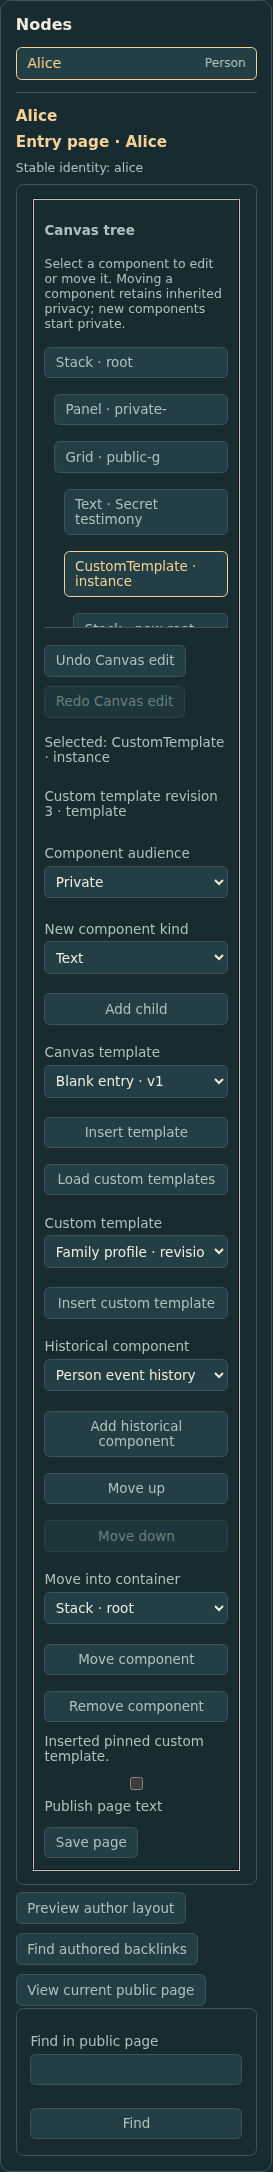 Nodes
Alice Person
Alice
Entry page · Alice
Stable identity: alice
Canvas tree
Select a component to edit
or move it. Moving a
component retains inherited
privacy; new components
start private.
Stack · root
Panel · private-
Grid · public-g
Text · Secret
testimony
CustomTemplate ·
instance
Stack · new root
Undo Canvas edit
Redo Canvas edit
Selected: CustomTemplate
· instance
Custom template revision
3 · template
Component audience
Private
New component kind
Text
Add child
Canvas template
Blank entry · v1
Insert template
Load custom templates
Custom template
Family profile · revisio
Insert custom template
Historical component
Person event history
Add historical
component
Move up
Move down
Move into container
Stack · root
Move component
Remove component
Inserted pinned custom
template.
Publish page text
Save page
Preview author layout
Find authored backlinks
View current public page
Find in public page
Find